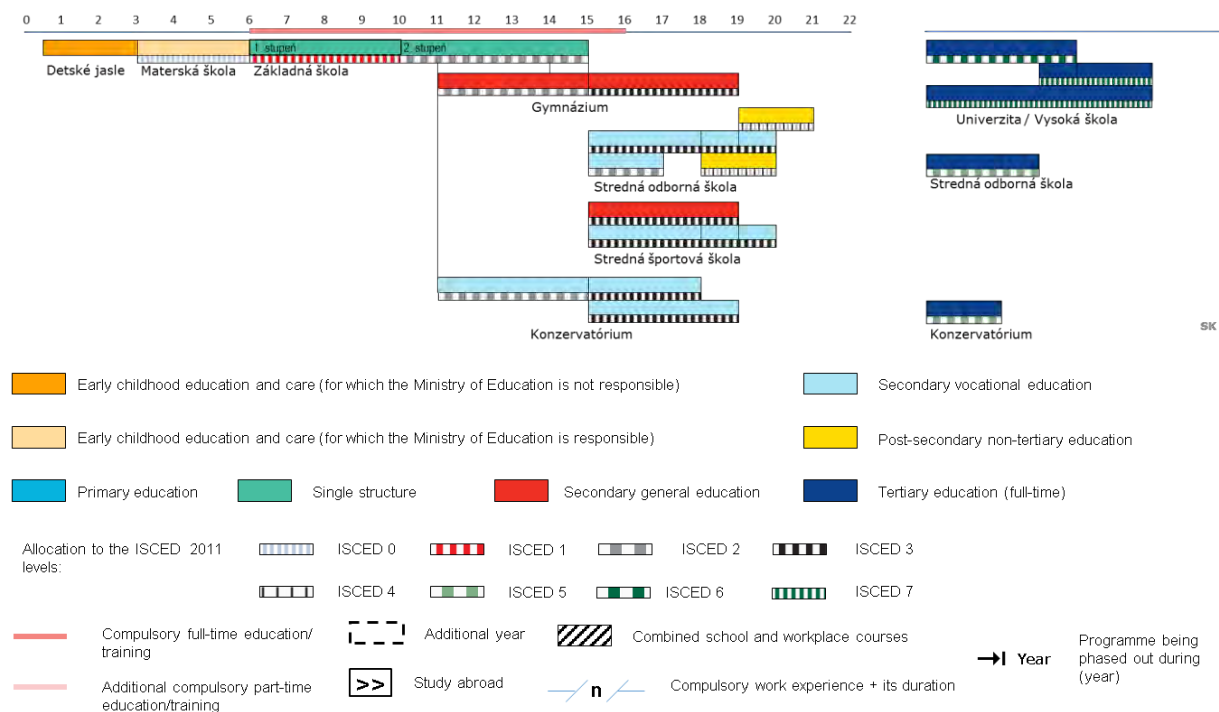 0 1 2 3 4 5 6 7 8 9 10 11 12 13 14 15 16 17 18 19 20 21 22
1 stupeň 2 stupeň
Detské jasle Materská škola Základná škola
Gymnázium
Univerzita / Vysoká škola
Stredná odborná škola Stredná odborná škola
Stredná športová škola
Konzervatórium Konzervatórium
SK
Early childhood education and care (for which the Ministry of Education is not responsible) Secondary vocational education
Early childhood education and care (for which the Ministry of Education is responsible) Post-secondary non-tertiary education
Primary education Single structure Secondary general education Tertiary education (full-time)
Allocation to the ISCED 2011
levels:
ISCED 0 ISCED 1 ISCED 2 ISCED 3
ISCED 4 ISCED 5 ISCED 6 ISCED 7
Compulsory full-time education/
training
Additional year Combined school and workplace courses
Year Programme being
phased out during
(year)
Additional compulsory part-time
education/training
>> Study abroad n Compulsory work experience + its duration